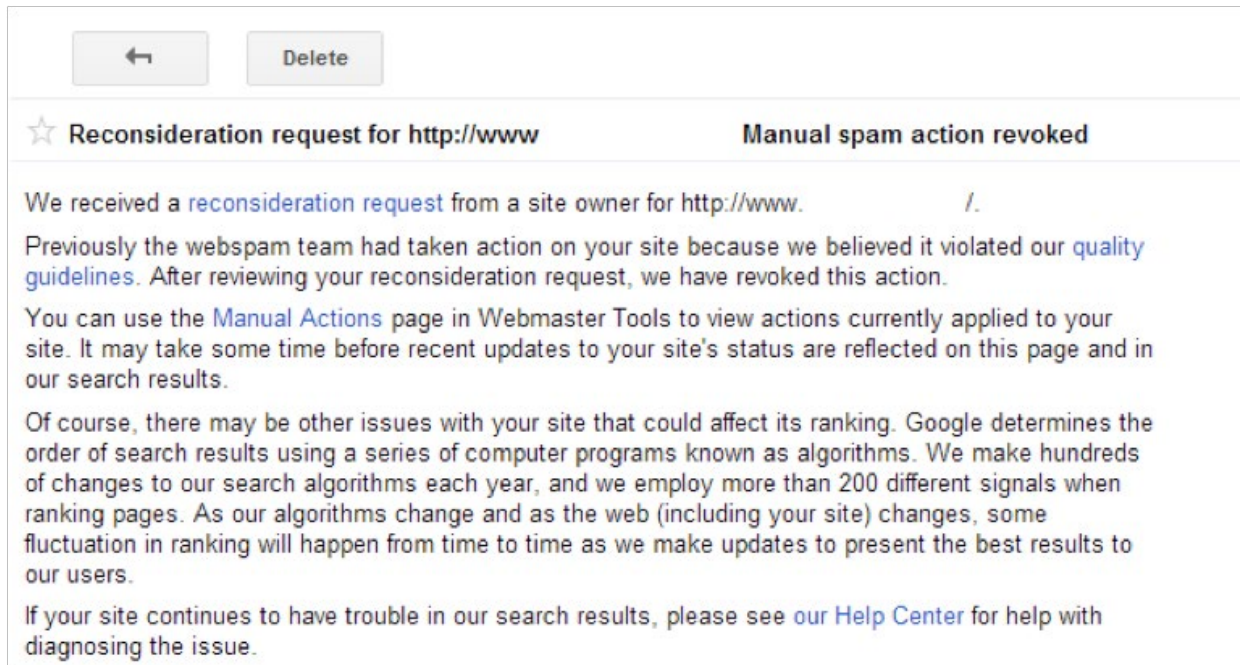 Delete
Reconsideration request for http://www Manual spam action revoked
We received a reconsideration request from a site owner for http://www. /.
Previously the webspam team had taken action on your site because we believed it violated our quality
guidelines. After reviewing your reconsideration request, we have revoked this action.
You can use the Manual Actions page in Webmaster Tools to view actions currently applied to your
site. It may take some time before recent updates to your site's status are reflected on this page and in
our search results.
Of course, there may be other issues with your site that could affect its ranking. Google determines the
order of search results using a series of computer programs known as algorithms. We make hundreds
of changes to our search algorithms each year, and we employ more than 200 different signals when
ranking pages. As our algorithms change and as the web (including your site) changes, some
fluctuation in ranking will happen from time to time as we make updates to present the best results to
our users.
If your site continues to have trouble in our search results, please see our Help Center for help with
diagnosing the issue.